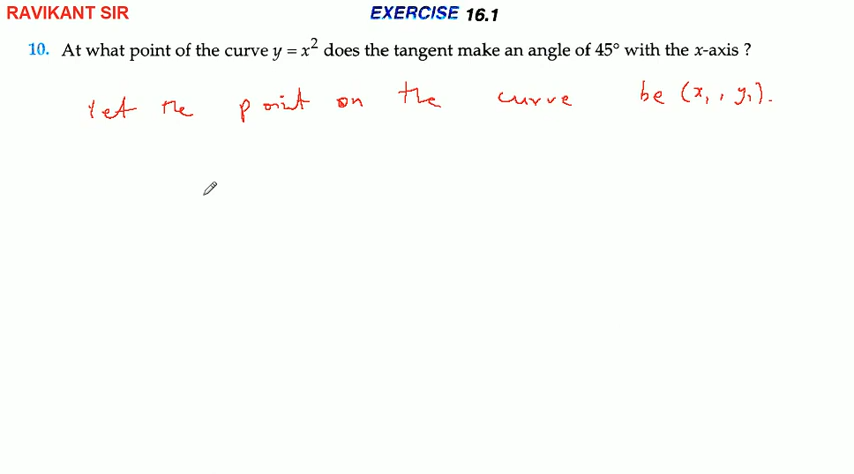 RAVIKANT SIR
EXERCISE 16.1
10. At what point of the curve y = x² does the tangent make an angle of 45° with the x-axis ?
Let the point on the curve be (x₁, y₁).